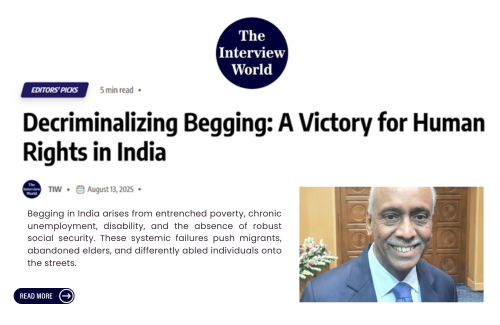 The
Interview
World
EDITORS' PICKS 5 min read •
Decriminalizing Begging: A Victory for Human
Rights in India
The
Interview
World
TIW • August 13, 2025 •
Begging in India arises from entrenched poverty, chronic
unemployment, disability, and the absence of robust
social security. These systemic failures push migrants,
abandoned elders, and differently abled individuals onto
the streets.
READ MORE